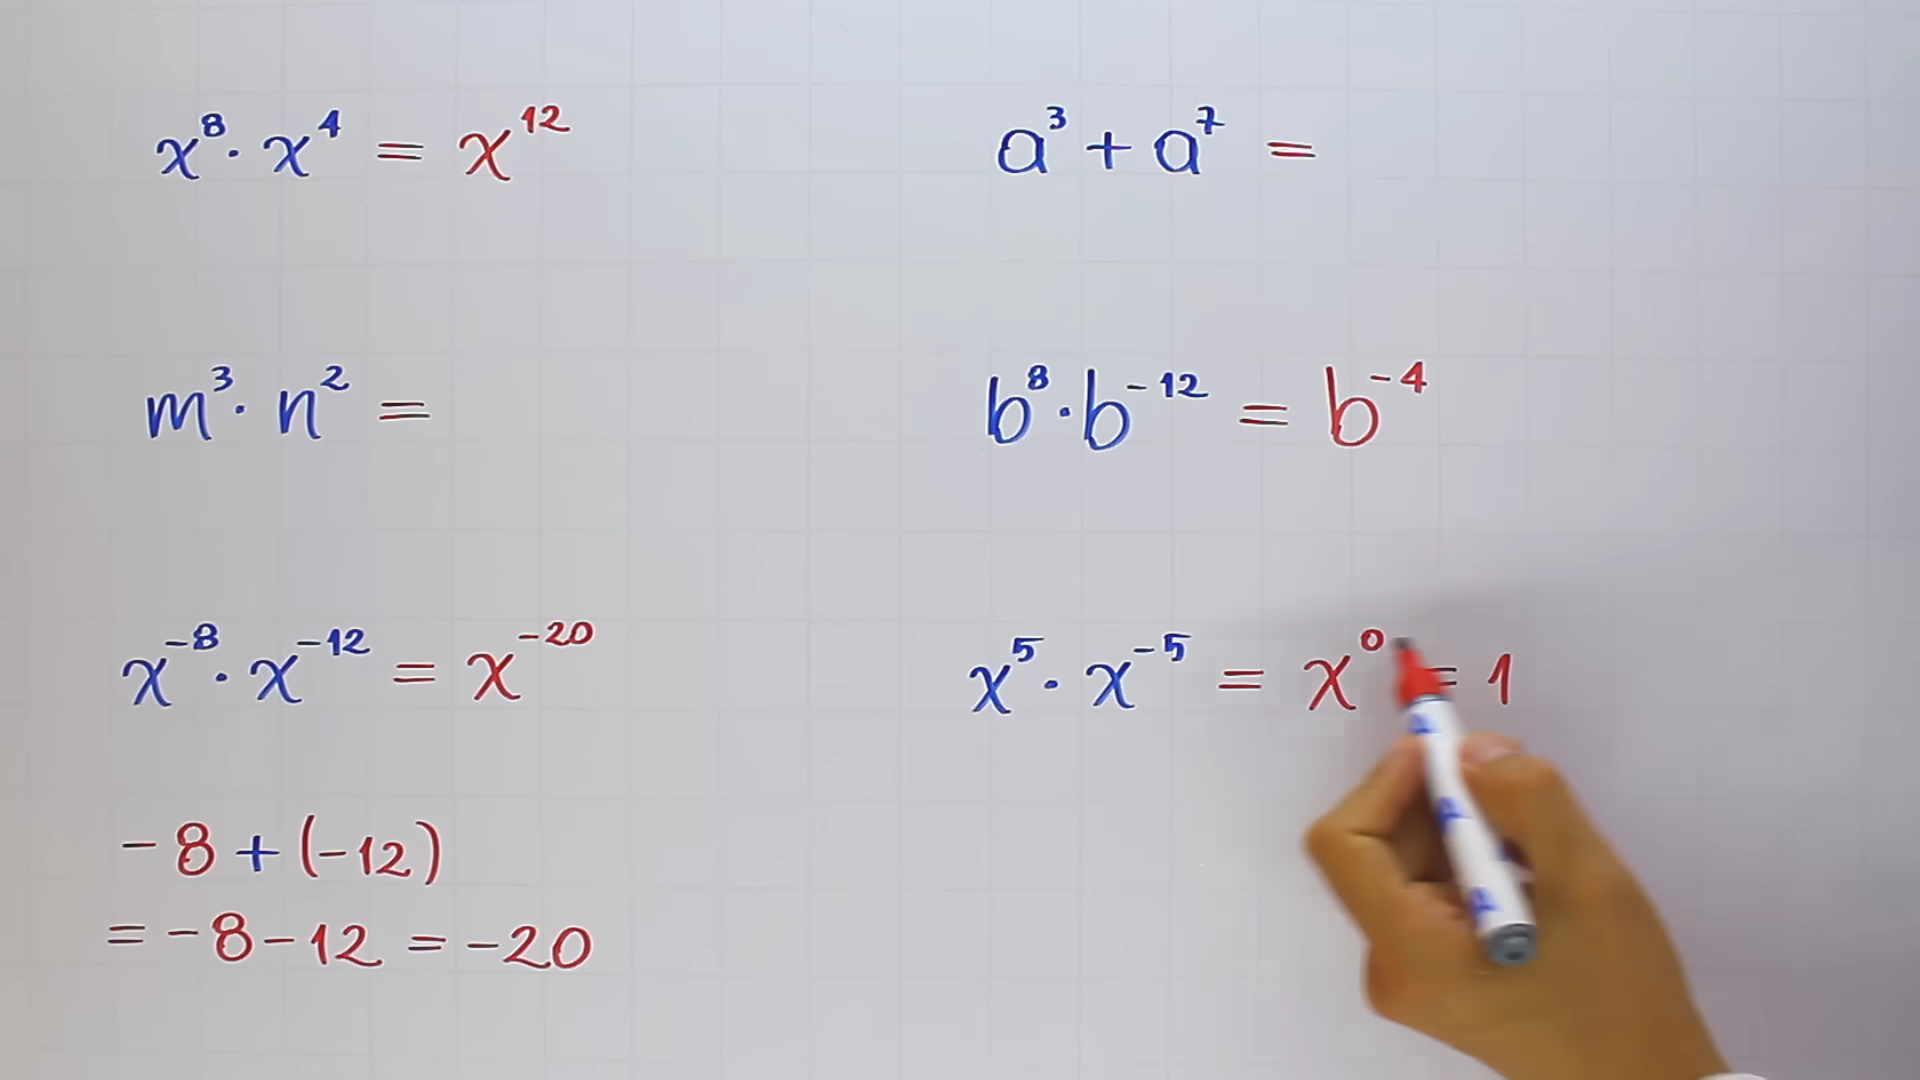 x⁸ · x⁴ = x¹²
a³ + a⁷ =
m³ · n² =
b⁸ · b⁻¹² = b⁻⁴
x⁻⁸ · x⁻¹² = x⁻²⁰
x⁵ · x⁻⁵ = x⁰ = 1
-8 + (-12)
= -8 - 12 = -20